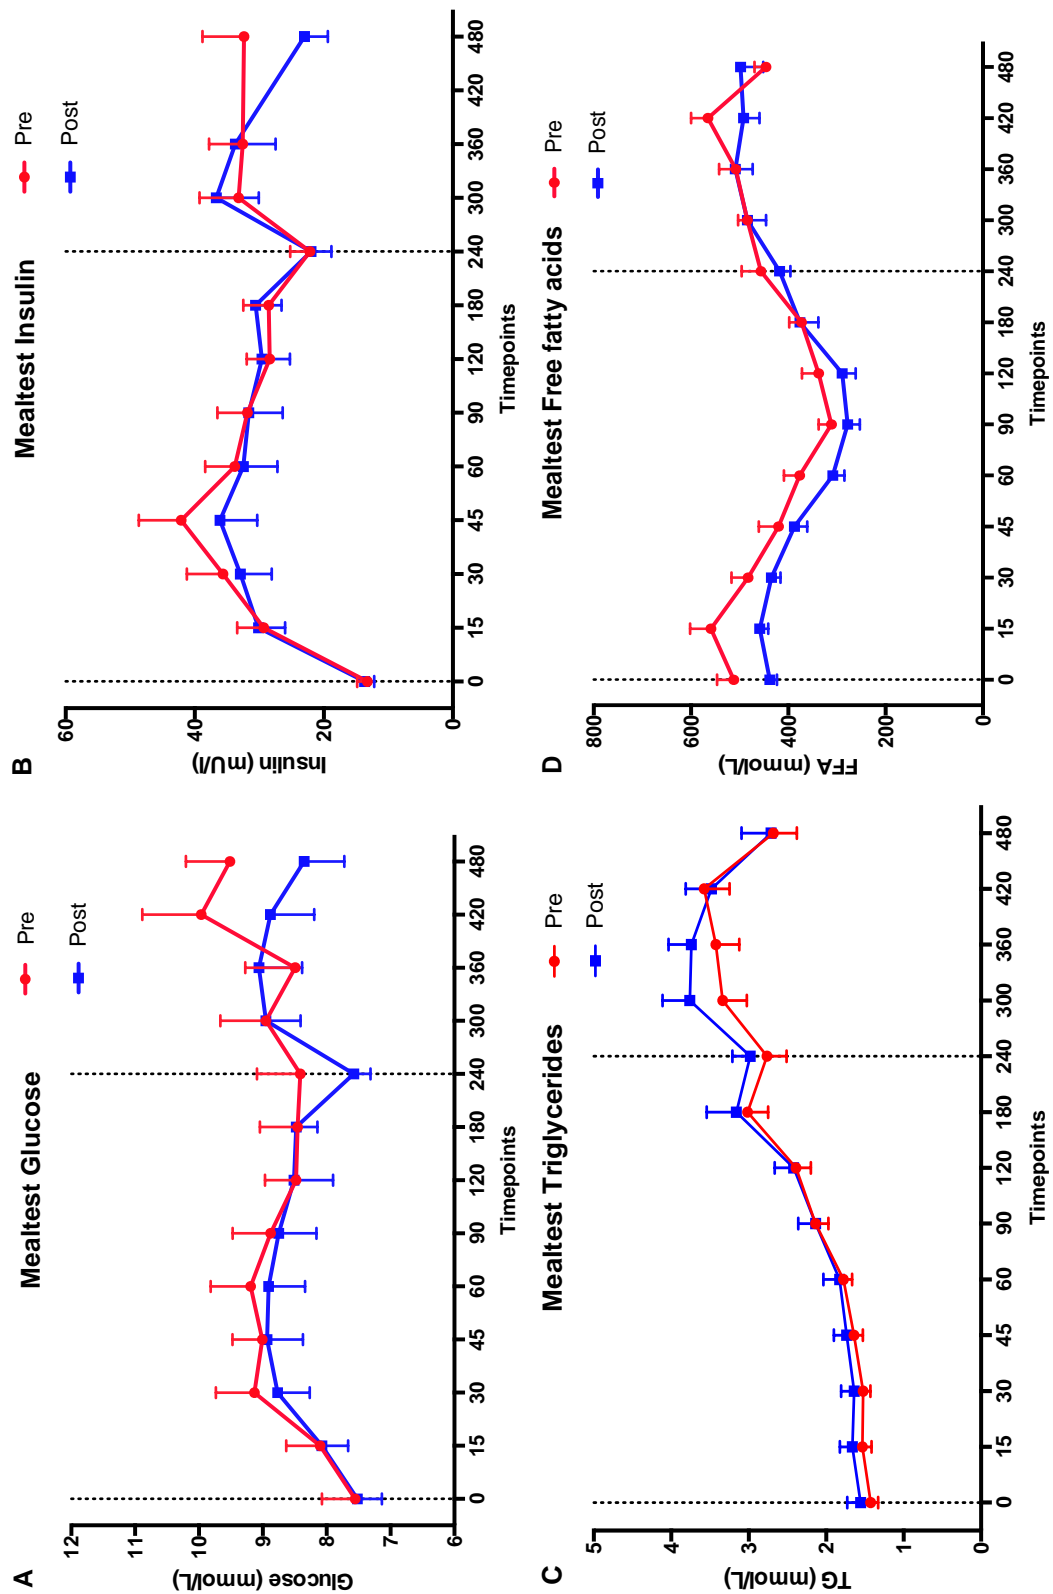 A
Mealtest Glucose
Pre
Post
Glucose (mmol/L)
12
11
10
9
8
7
6
0 15 30 45 60 90 120 180 240 300 360 420 480
Timepoints
B
Mealtest Insulin
Pre
Post
Insulin (mU/l)
60
40
20
0
0 15 30 45 60 90 120 180 240 300 360 420 480
Timepoints
C
Mealtest Triglycerides
Pre
Post
TG (mmol/L)
5
4
3
2
1
0
0 15 30 45 60 90 120 180 240 300 360 420 480
Timepoints
D
Mealtest Free fatty acids
Pre
Post
FFA (mmol/L)
800
600
400
200
0
0 15 30 45 60 90 120 180 240 300 360 420 480
Timepoints